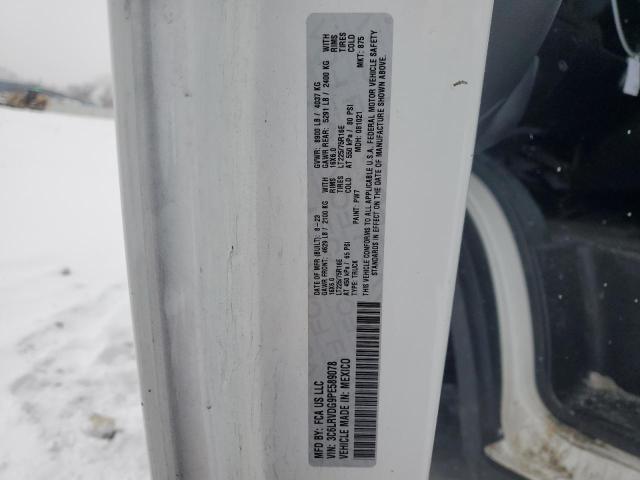 MFD BY: FCA US LLC
VIN: 3C6LRVDG9PE589078
VEHICLE MADE IN: MEXICO
DATE OF MFR (BUILT): 8-23
GVWR: 8900 LB / 4037 KG
GAWR FRONT: 4629 LB / 2100 KG WITH
GAWR REAR: 5291 LB / 2400 KG WITH
16X6.0 RIMS
16X6.0 RIMS
LT225/75R16E TIRES
LT225/75R16E TIRES
AT 450 kPa / 65 PSI COLD
AT 550 kPa / 80 PSI COLD
TYPE: TRUCK PAINT: PW7 MDH: 081021 MKT: 875
THIS VEHICLE CONFORMS TO ALL APPLICABLE U.S.A. FEDERAL MOTOR VEHICLE SAFETY
STANDARDS IN EFFECT ON THE DATE OF MANUFACTURE SHOWN ABOVE.